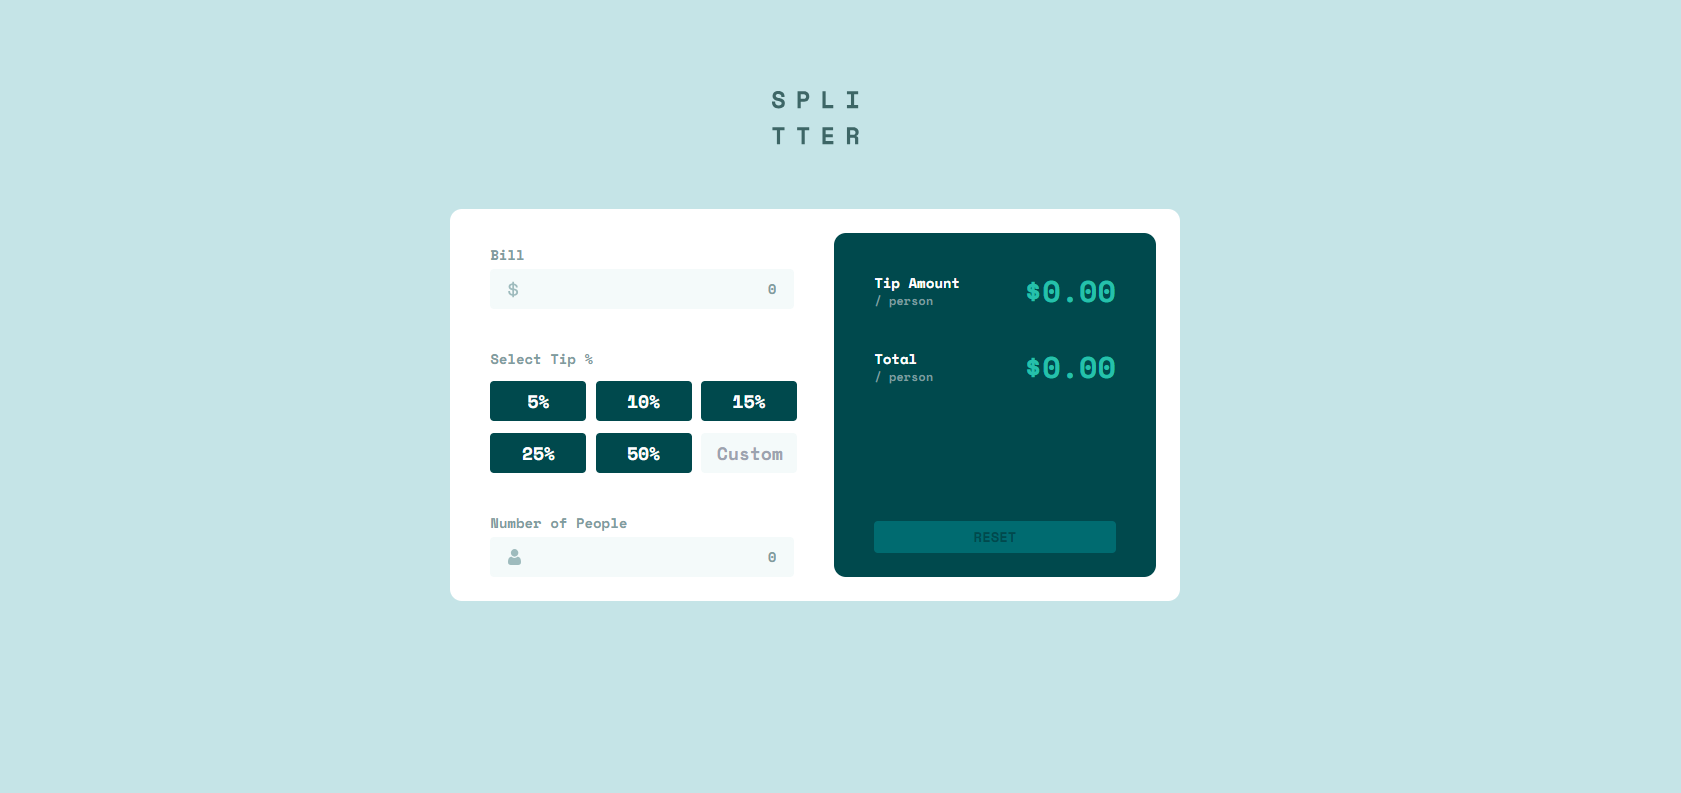 SPLI
TTER
Bill
$ 0
Select Tip %
5% 10% 15%
25% 50% Custom
Number of People
0
Tip Amount
/ person
$0.00
Total
/ person
$0.00
RESET